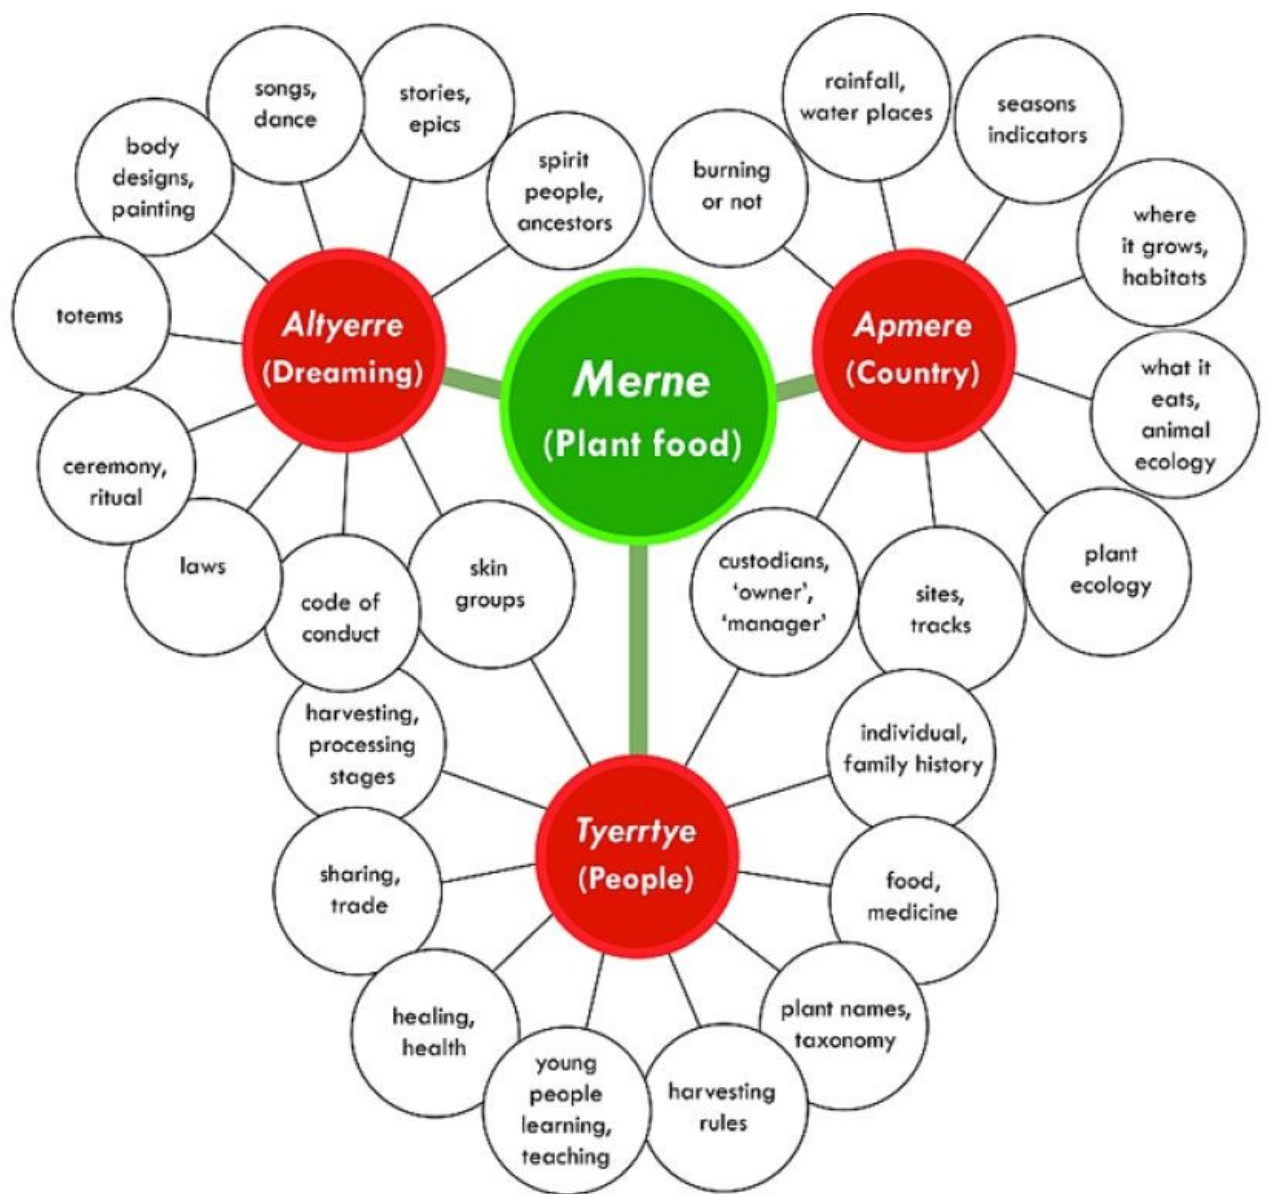 songs,
dance
stories,
epics
body
designs,
painting
spirit
people,
ancestors
totems
Altyerre
(Dreaming)
ceremony,
ritual
laws
code of
conduct
skin
groups
Merne
(Plant food)
rainfall,
water places
seasons
indicators
burning
or not
where
it grows,
habitats
Apmere
(Country)
what it
eats,
animal
ecology
plant
ecology
sites,
tracks
custodians,
‘owner’,
‘manager’
harvesting,
processing
stages
individual,
family history
Tyerrtye
(People)
sharing,
trade
food,
medicine
healing,
health
plant names,
taxonomy
young
people
learning,
teaching
harvesting
rules